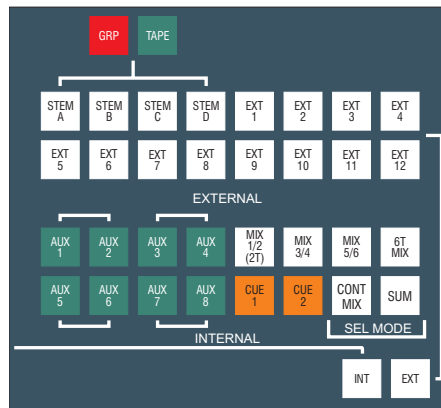 GRP TAPE
STEM A STEM B STEM C STEM D EXT 1 EXT 2 EXT 3 EXT 4
EXT 5 EXT 6 EXT 7 EXT 8 EXT 9 EXT 10 EXT 11 EXT 12
EXTERNAL
AUX 1 AUX 2 AUX 3 AUX 4 MIX 1/2 (2T) MIX 3/4 MIX 5/6 6T MIX
AUX 5 AUX 6 AUX 7 AUX 8 CUE 1 CUE 2 CONT MIX SUM
INTERNAL SEL MODE
INT EXT